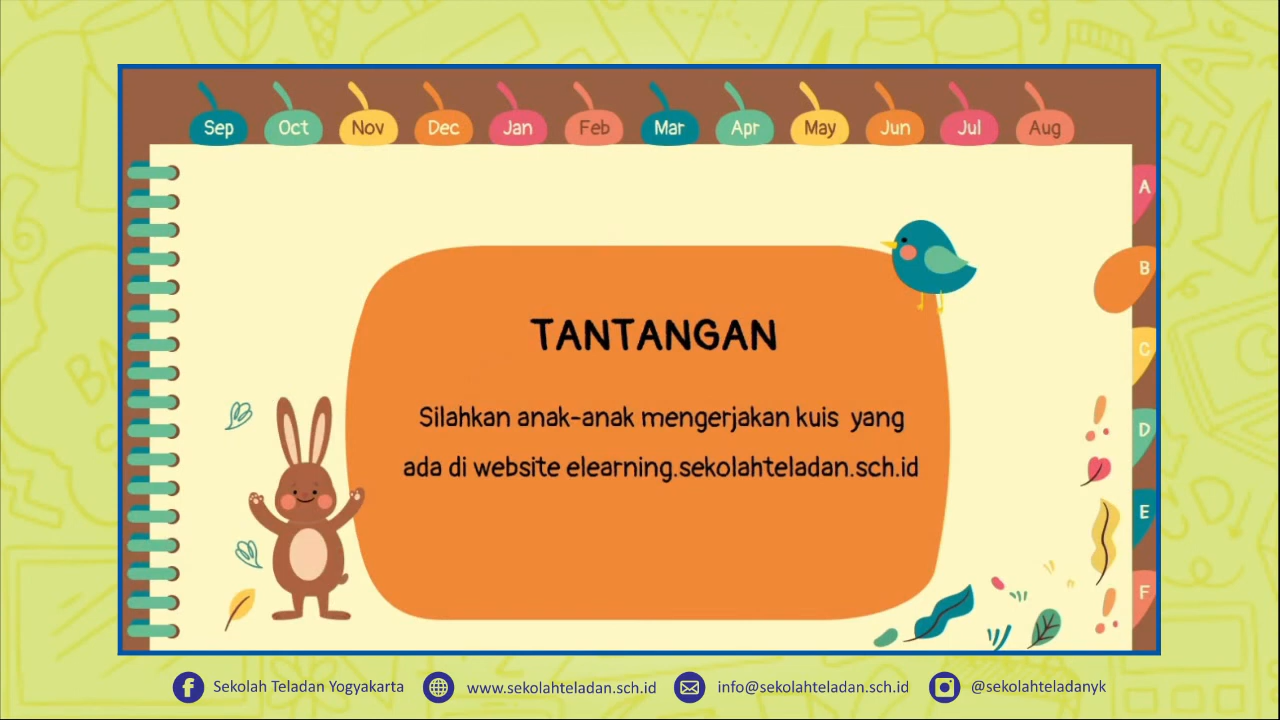 Sep Oct Nov Dec Jan Feb Mar Apr May Jun Jul Aug
A
B
C
D
E
F
TANTANGAN
Silahkan anak-anak mengerjakan kuis yang
ada di website elearning.sekolahteladan.sch.id
Sekolah Teladan Yogyakarta www.sekolahteladan.sch.id info@sekolahteladan.sch.id @sekolahteladanyk